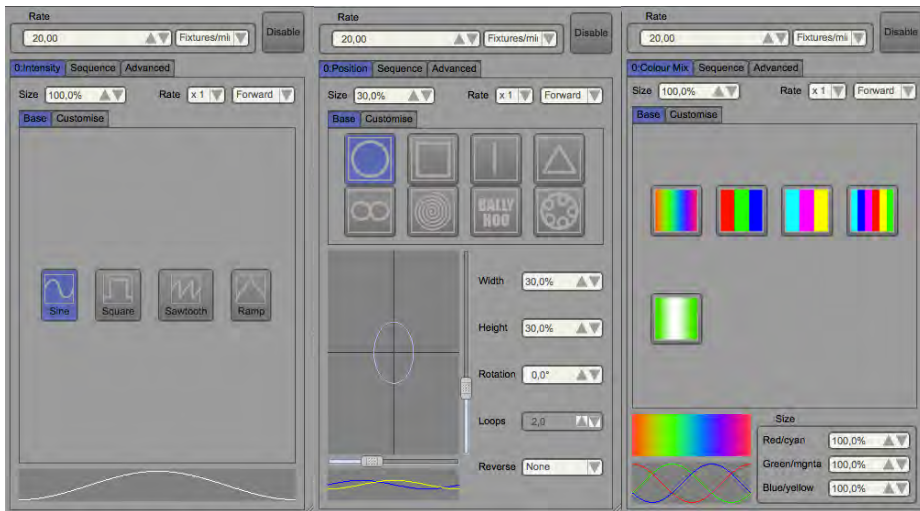 Rate
20,00
Fixtures/mi
Disable
0:Intensity Sequence Advanced
Size 100,0% Rate x 1 Forward
Base Customise
Sine Square Sawtooth Ramp
Rate
20,00
Fixtures/mi
Disable
0:Position Sequence Advanced
Size 30,0% Rate x 1 Forward
Base Customise
BALLY
HOO
Width 30,0%
Height 30,0%
Rotation 0,0°
Loops 2,0
Reverse None
Rate
20,00
Fixtures/mi
Disable
0:Colour Mix Sequence Advanced
Size 100,0% Rate x 1 Forward
Base Customise
Size
Red/cyan 100,0%
Green/mgnta 100,0%
Blue/yellow 100,0%